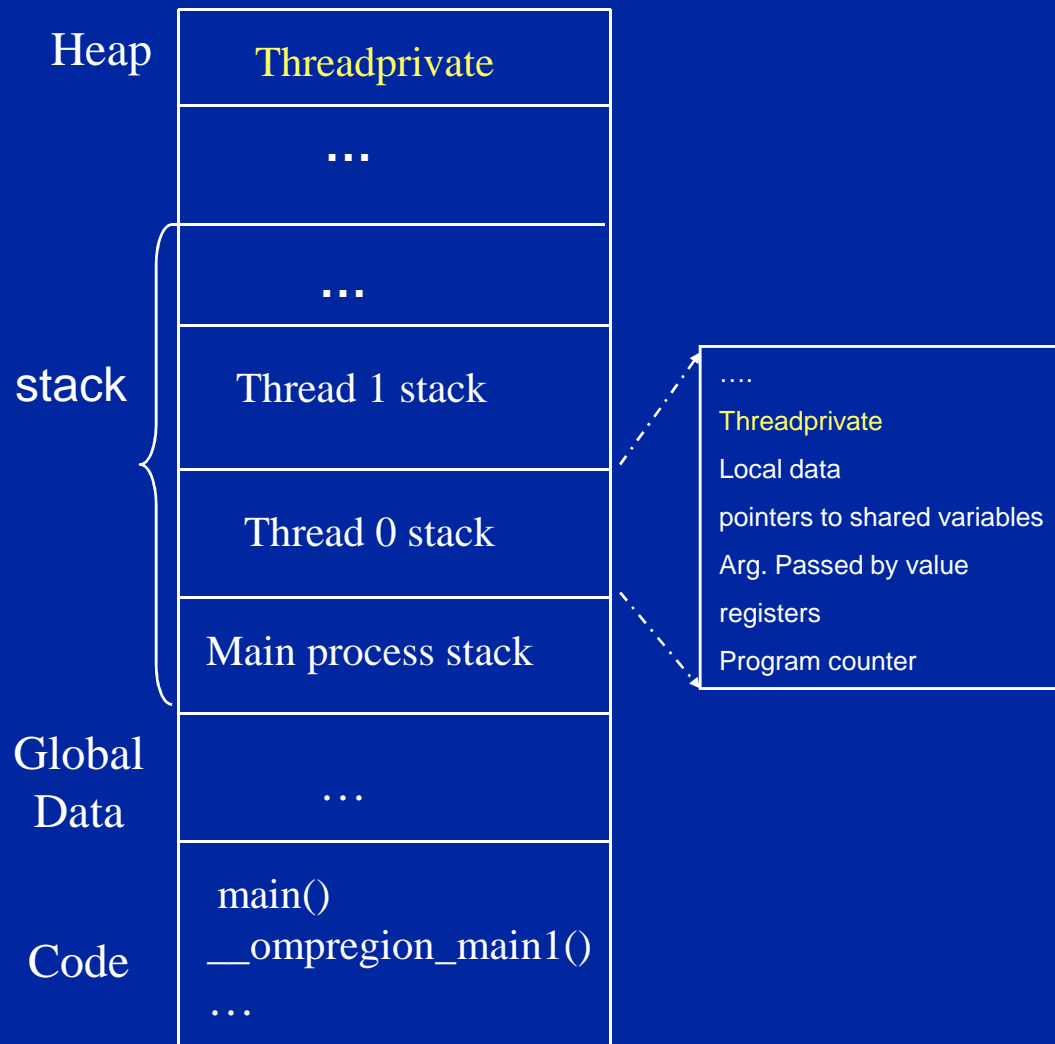 Heap
Threadprivate
...
...
stack
Thread 1 stack
Thread 0 stack
Main process stack
….
Threadprivate
Local data
pointers to shared variables
Arg. Passed by value
registers
Program counter
Global
Data
…
Code
main()
__ompregion_main1()
…